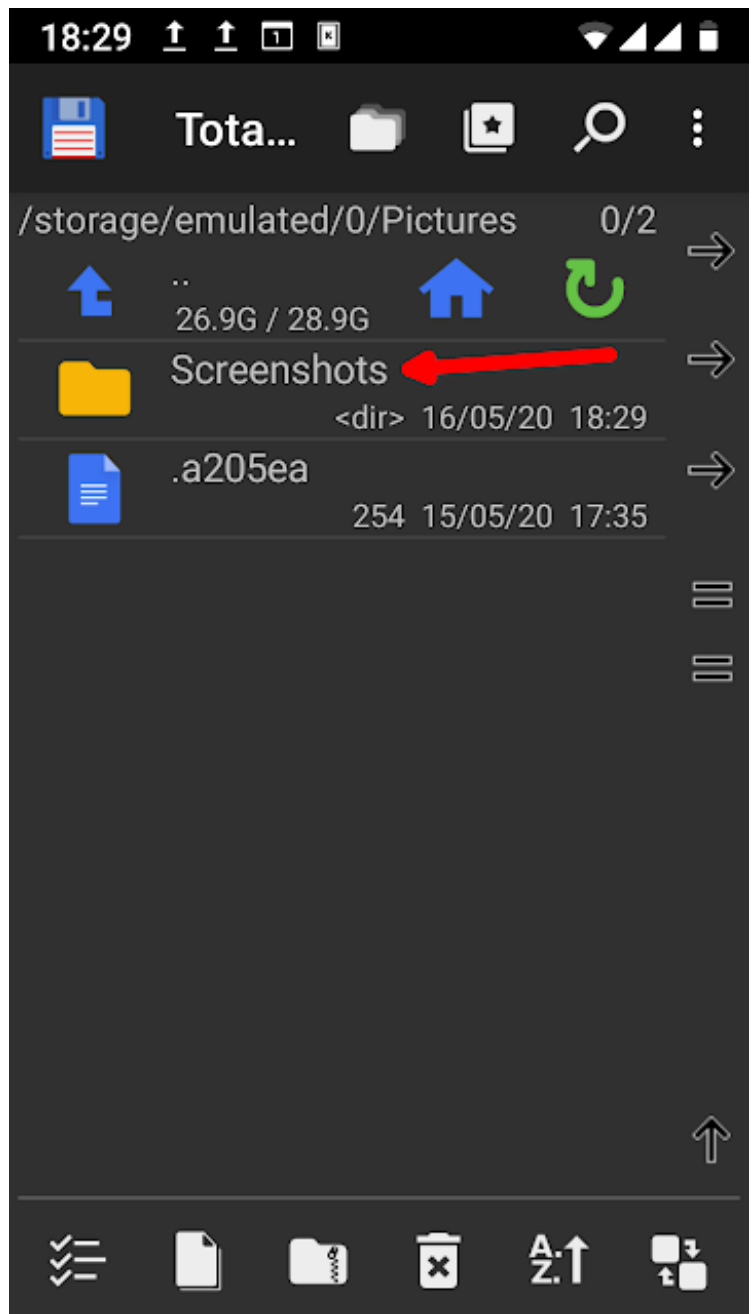 18:29
Tota...
/storage/emulated/0/Pictures 0/2
..
26.9G / 28.9G
Screenshots
<dir> 16/05/20 18:29
.a205ea
254 15/05/20 17:35
A.
Z.